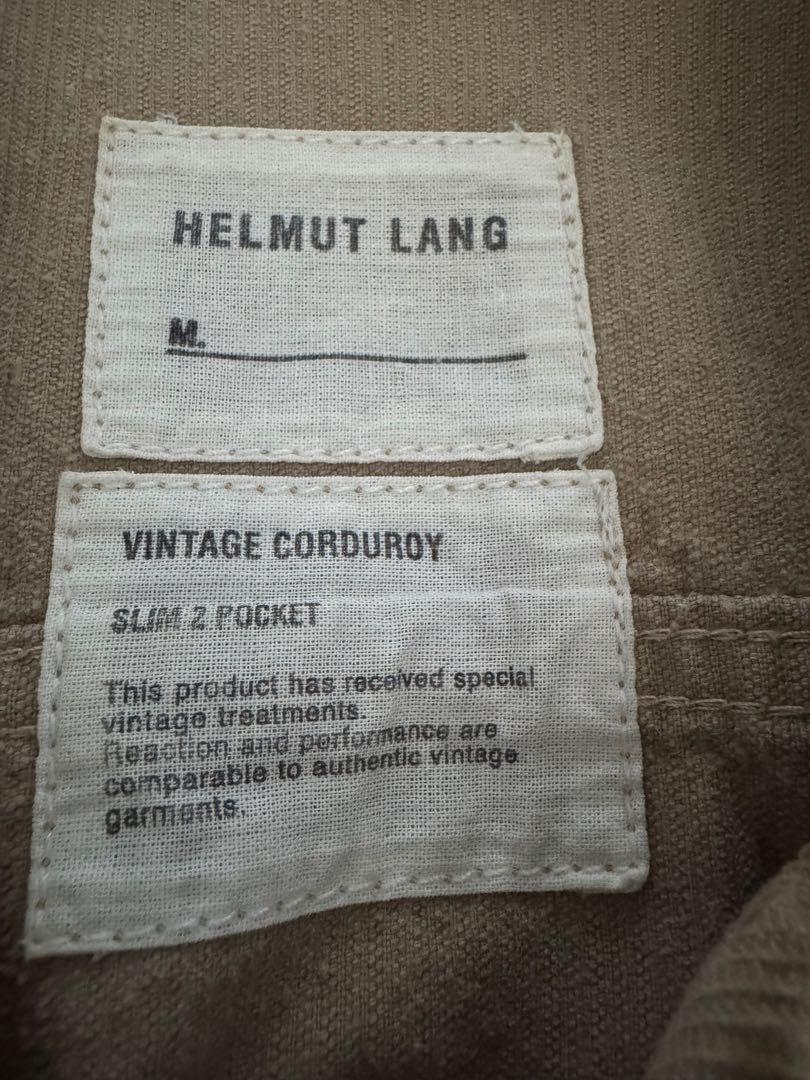 HELMUT LANG
M.
VINTAGE CORDUROY
SLIM 2 POCKET
This product has received special
vintage treatments.
Reaction and performance are
comparable to authentic vintage
garments.